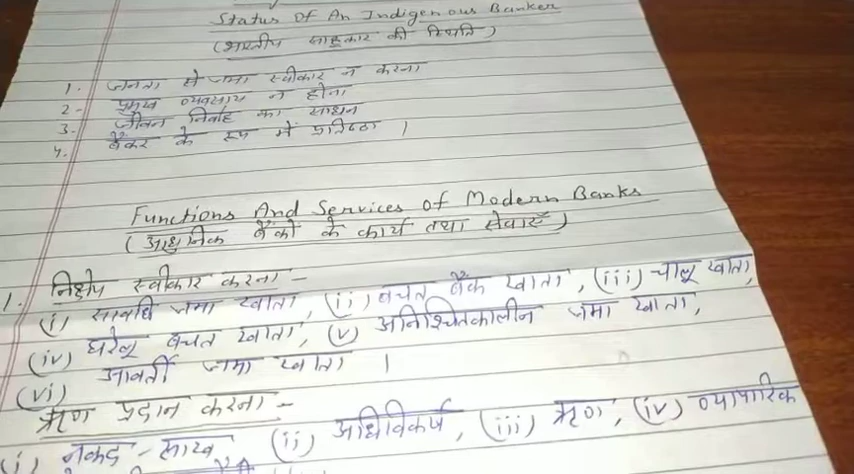 Status Of An Indigenous Banker
(भारतीय साहूकार की स्थिति)
1. जनता से जमा स्वीकार न करना
2- प्रमुख व्यवसाय न होना
3- जीवन निर्वाह का साधन
4. बैंकर के रूप में प्रतिष्ठा ।
Functions And Services of Modern Banks
(आधुनिक बैंकों के कार्य तथा सेवाएँ)
1. निक्षेप स्वीकार करना -
(i) सावधि जमा खाता, (ii) बचत बैंक खाता, (iii) चालू खाता,
(iv) घरेलू बचत खाता, (v) अनिश्चितकालीन जमा खाता,
(vi) आवर्ती जमा खाता ।
ऋण प्रदान करना -
(i) नकद - साख, (ii) अधिविकर्ष, (iii) ऋण, (iv) व्यापारिक